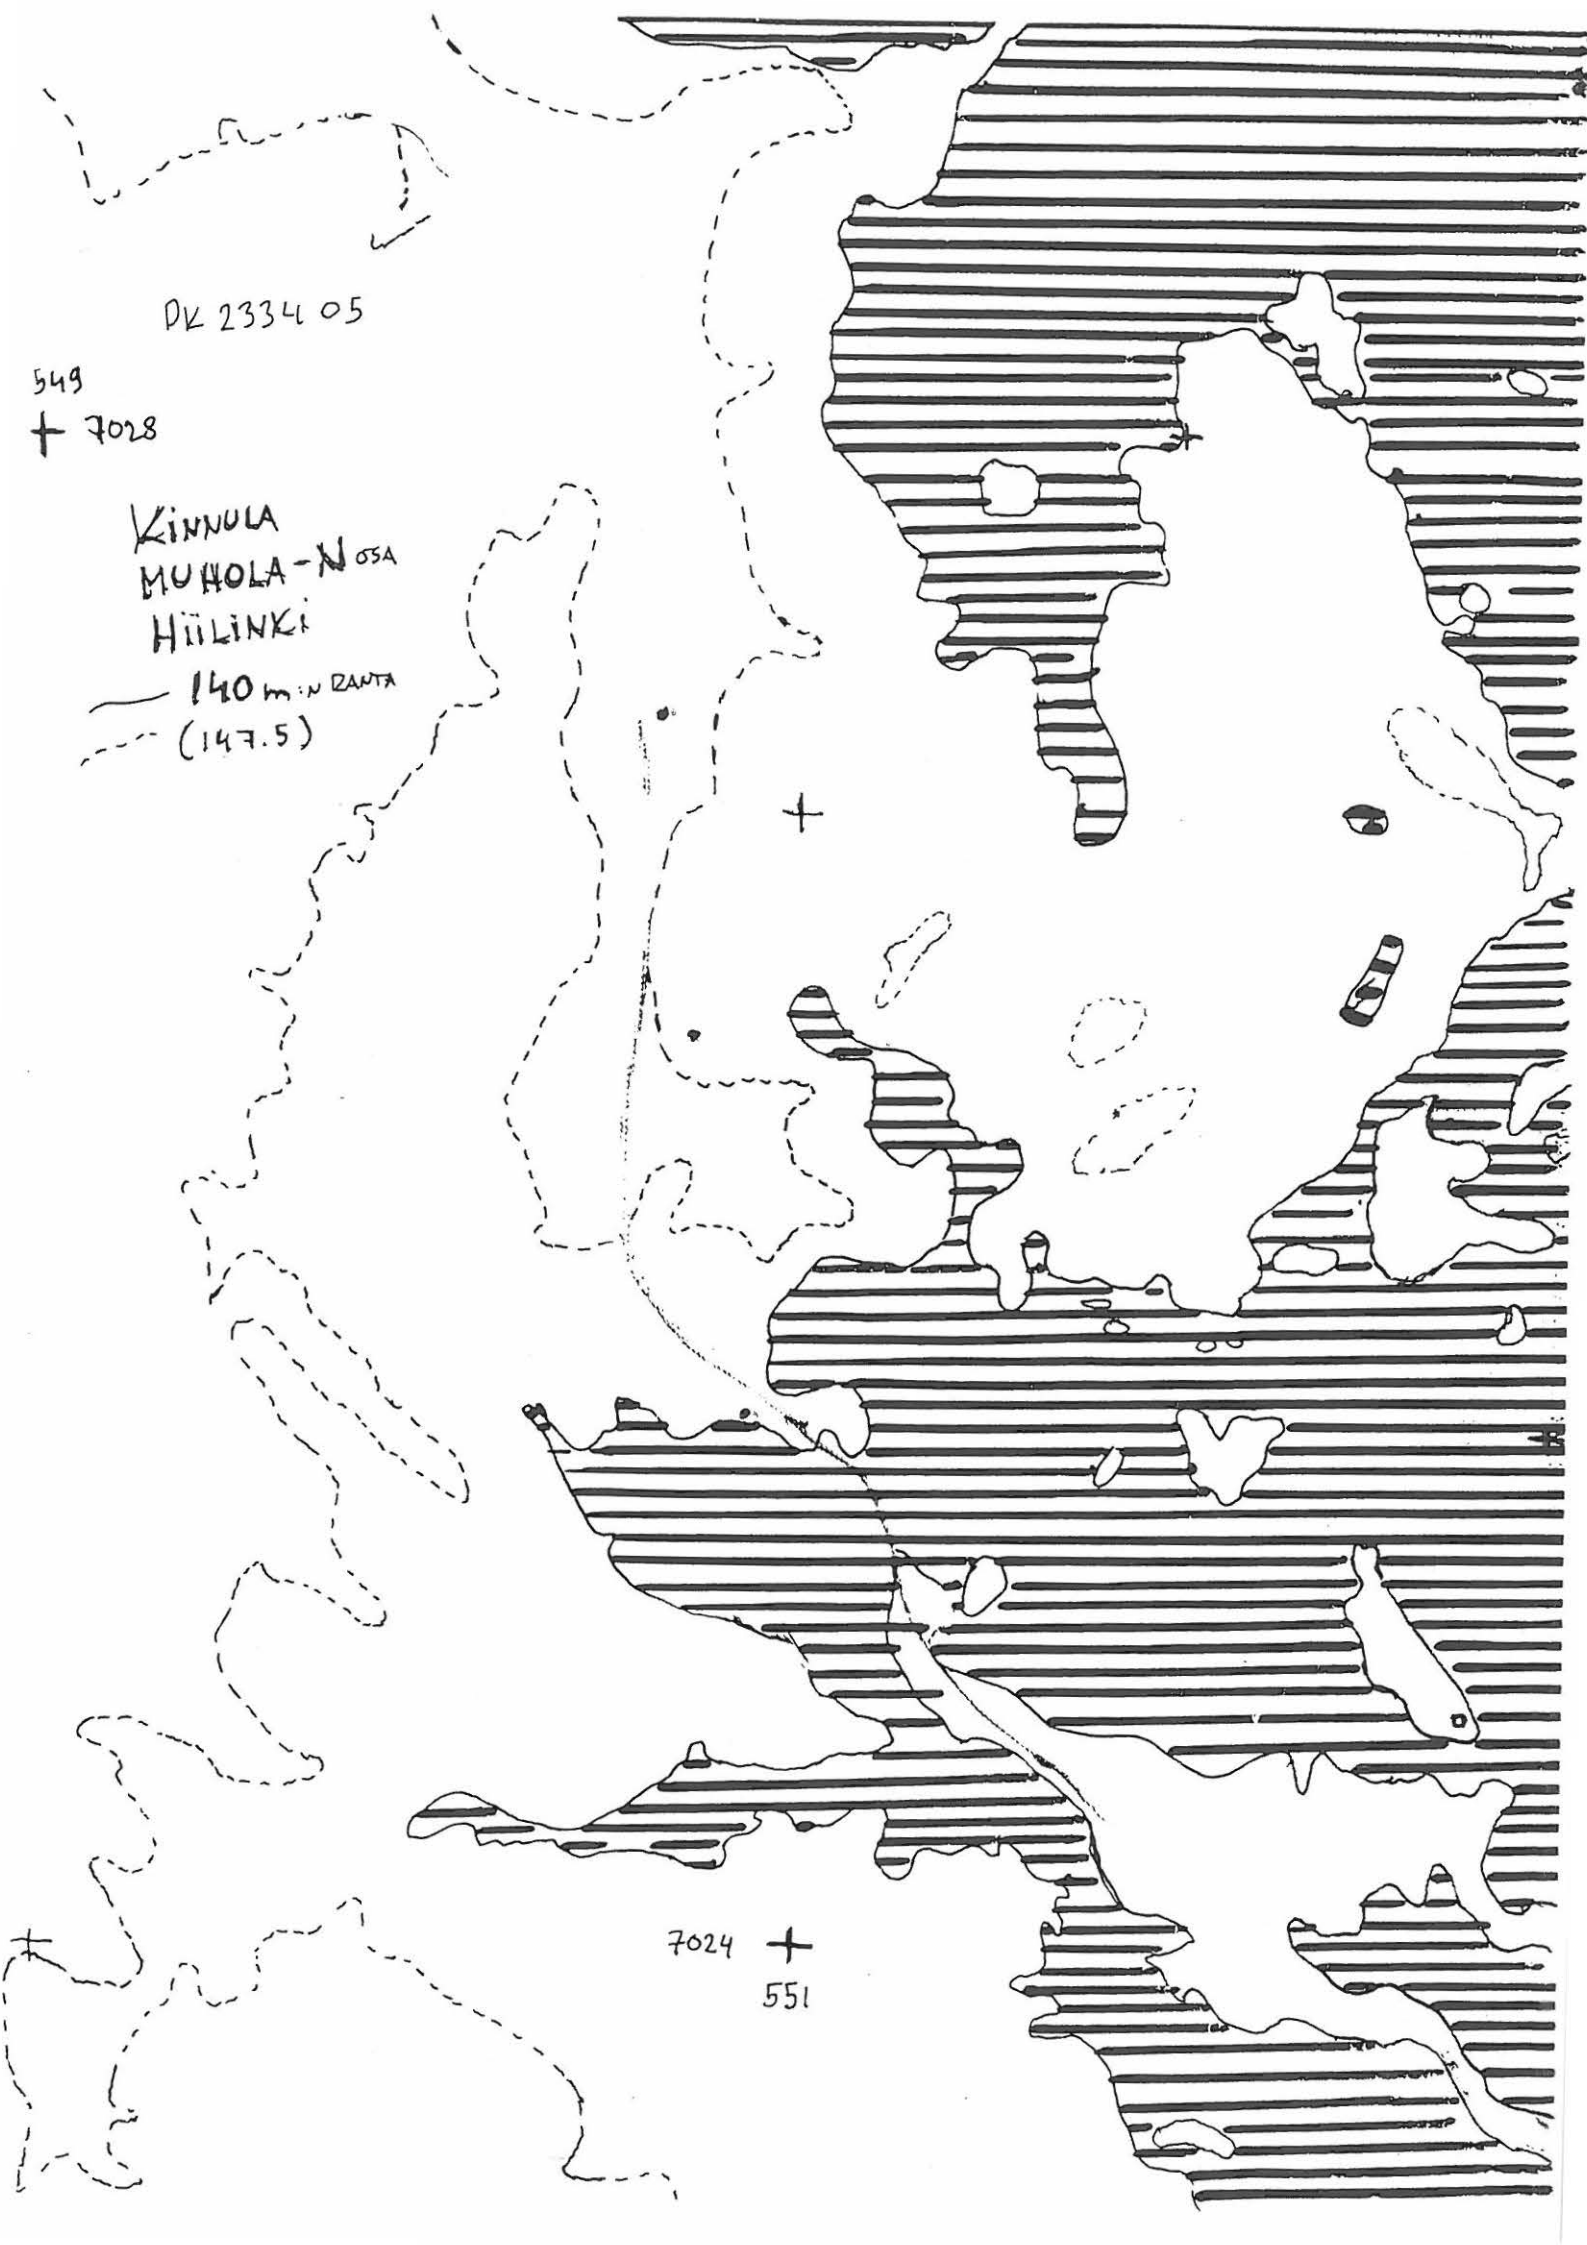 PK 2334 05
549
7028
KINNULA
MUHOLA-N OSA
HIILINKI
140 m:N RANTA
(147.5)
7024
551